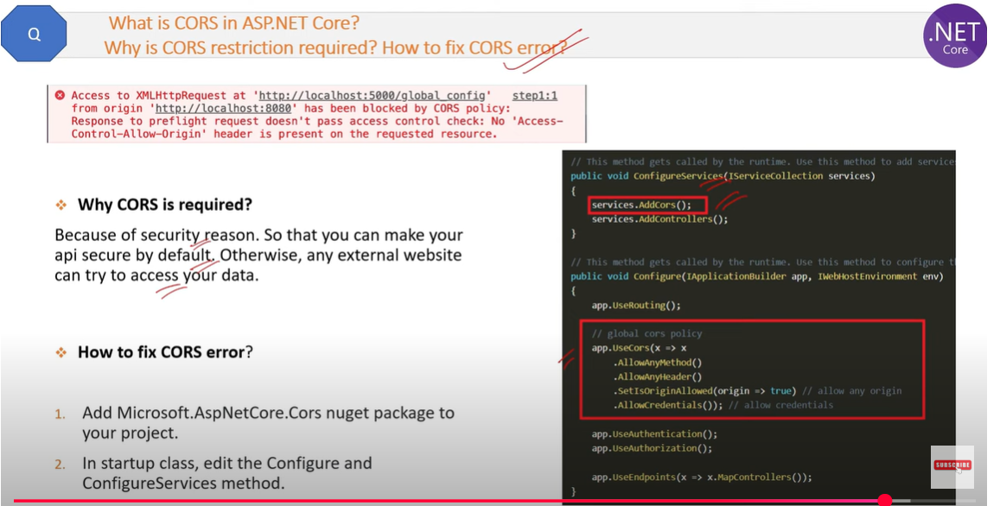 Q
What is CORS in ASP.NET Core?
Why is CORS restriction required? How to fix CORS error?
.NET
Core
Access to XMLHttpRequest at 'http://localhost:5000/global_config' step1:1
from origin 'http://localhost:8080' has been blocked by CORS policy:
Response to preflight request doesn't pass access control check: No 'Access-
Control-Allow-Origin' header is present on the requested resource.
❖ Why CORS is required?
Because of security reason. So that you can make your
api secure by default. Otherwise, any external website
can try to access your data.
❖ How to fix CORS error?
1. Add Microsoft.AspNetCore.Cors nuget package to
your project.
2. In startup class, edit the Configure and
ConfigureServices method.
// This method gets called by the runtime. Use this method to add service
public void ConfigureServices(IServiceCollection services)
{
services.AddCors();
services.AddControllers();
}
// This method gets called by the runtime. Use this method to configure t
public void Configure(IApplicationBuilder app, IWebHostEnvironment env)
{
app.UseRouting();
// global cors policy
app.UseCors(x => x
.AllowAnyMethod()
.AllowAnyHeader()
.SetIsOriginAllowed(origin => true) // allow any origin
.AllowCredentials()); // allow credentials
app.UseAuthentication();
app.UseAuthorization();
app.UseEndpoints(x => x.MapControllers());
}
SUBSCRIBE